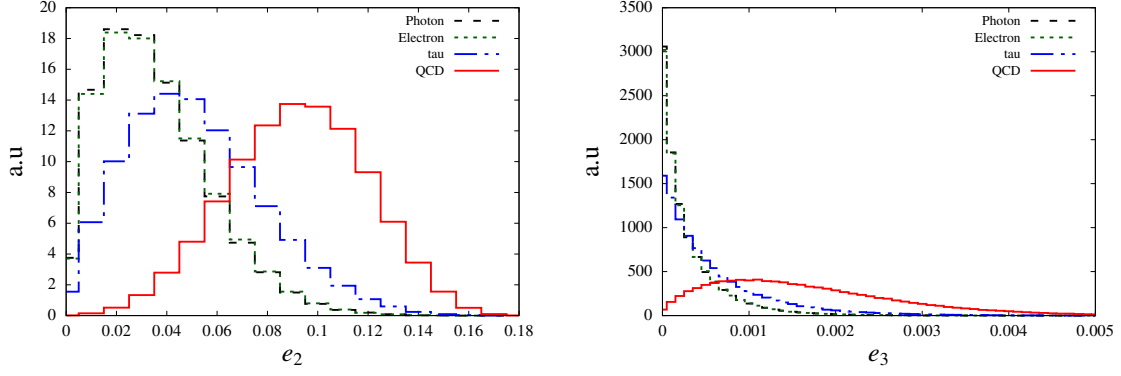 20
18
16
14
12
10
8
6
4
2
0
a.u
Photon
Electron
tau
QCD
0 0.02 0.04 0.06 0.08 0.1 0.12 0.14 0.16 0.18
e2
3500
3000
2500
2000
1500
1000
500
0
a.u
Photon
Electron
tau
QCD
0 0.001 0.002 0.003 0.004 0.005
e3